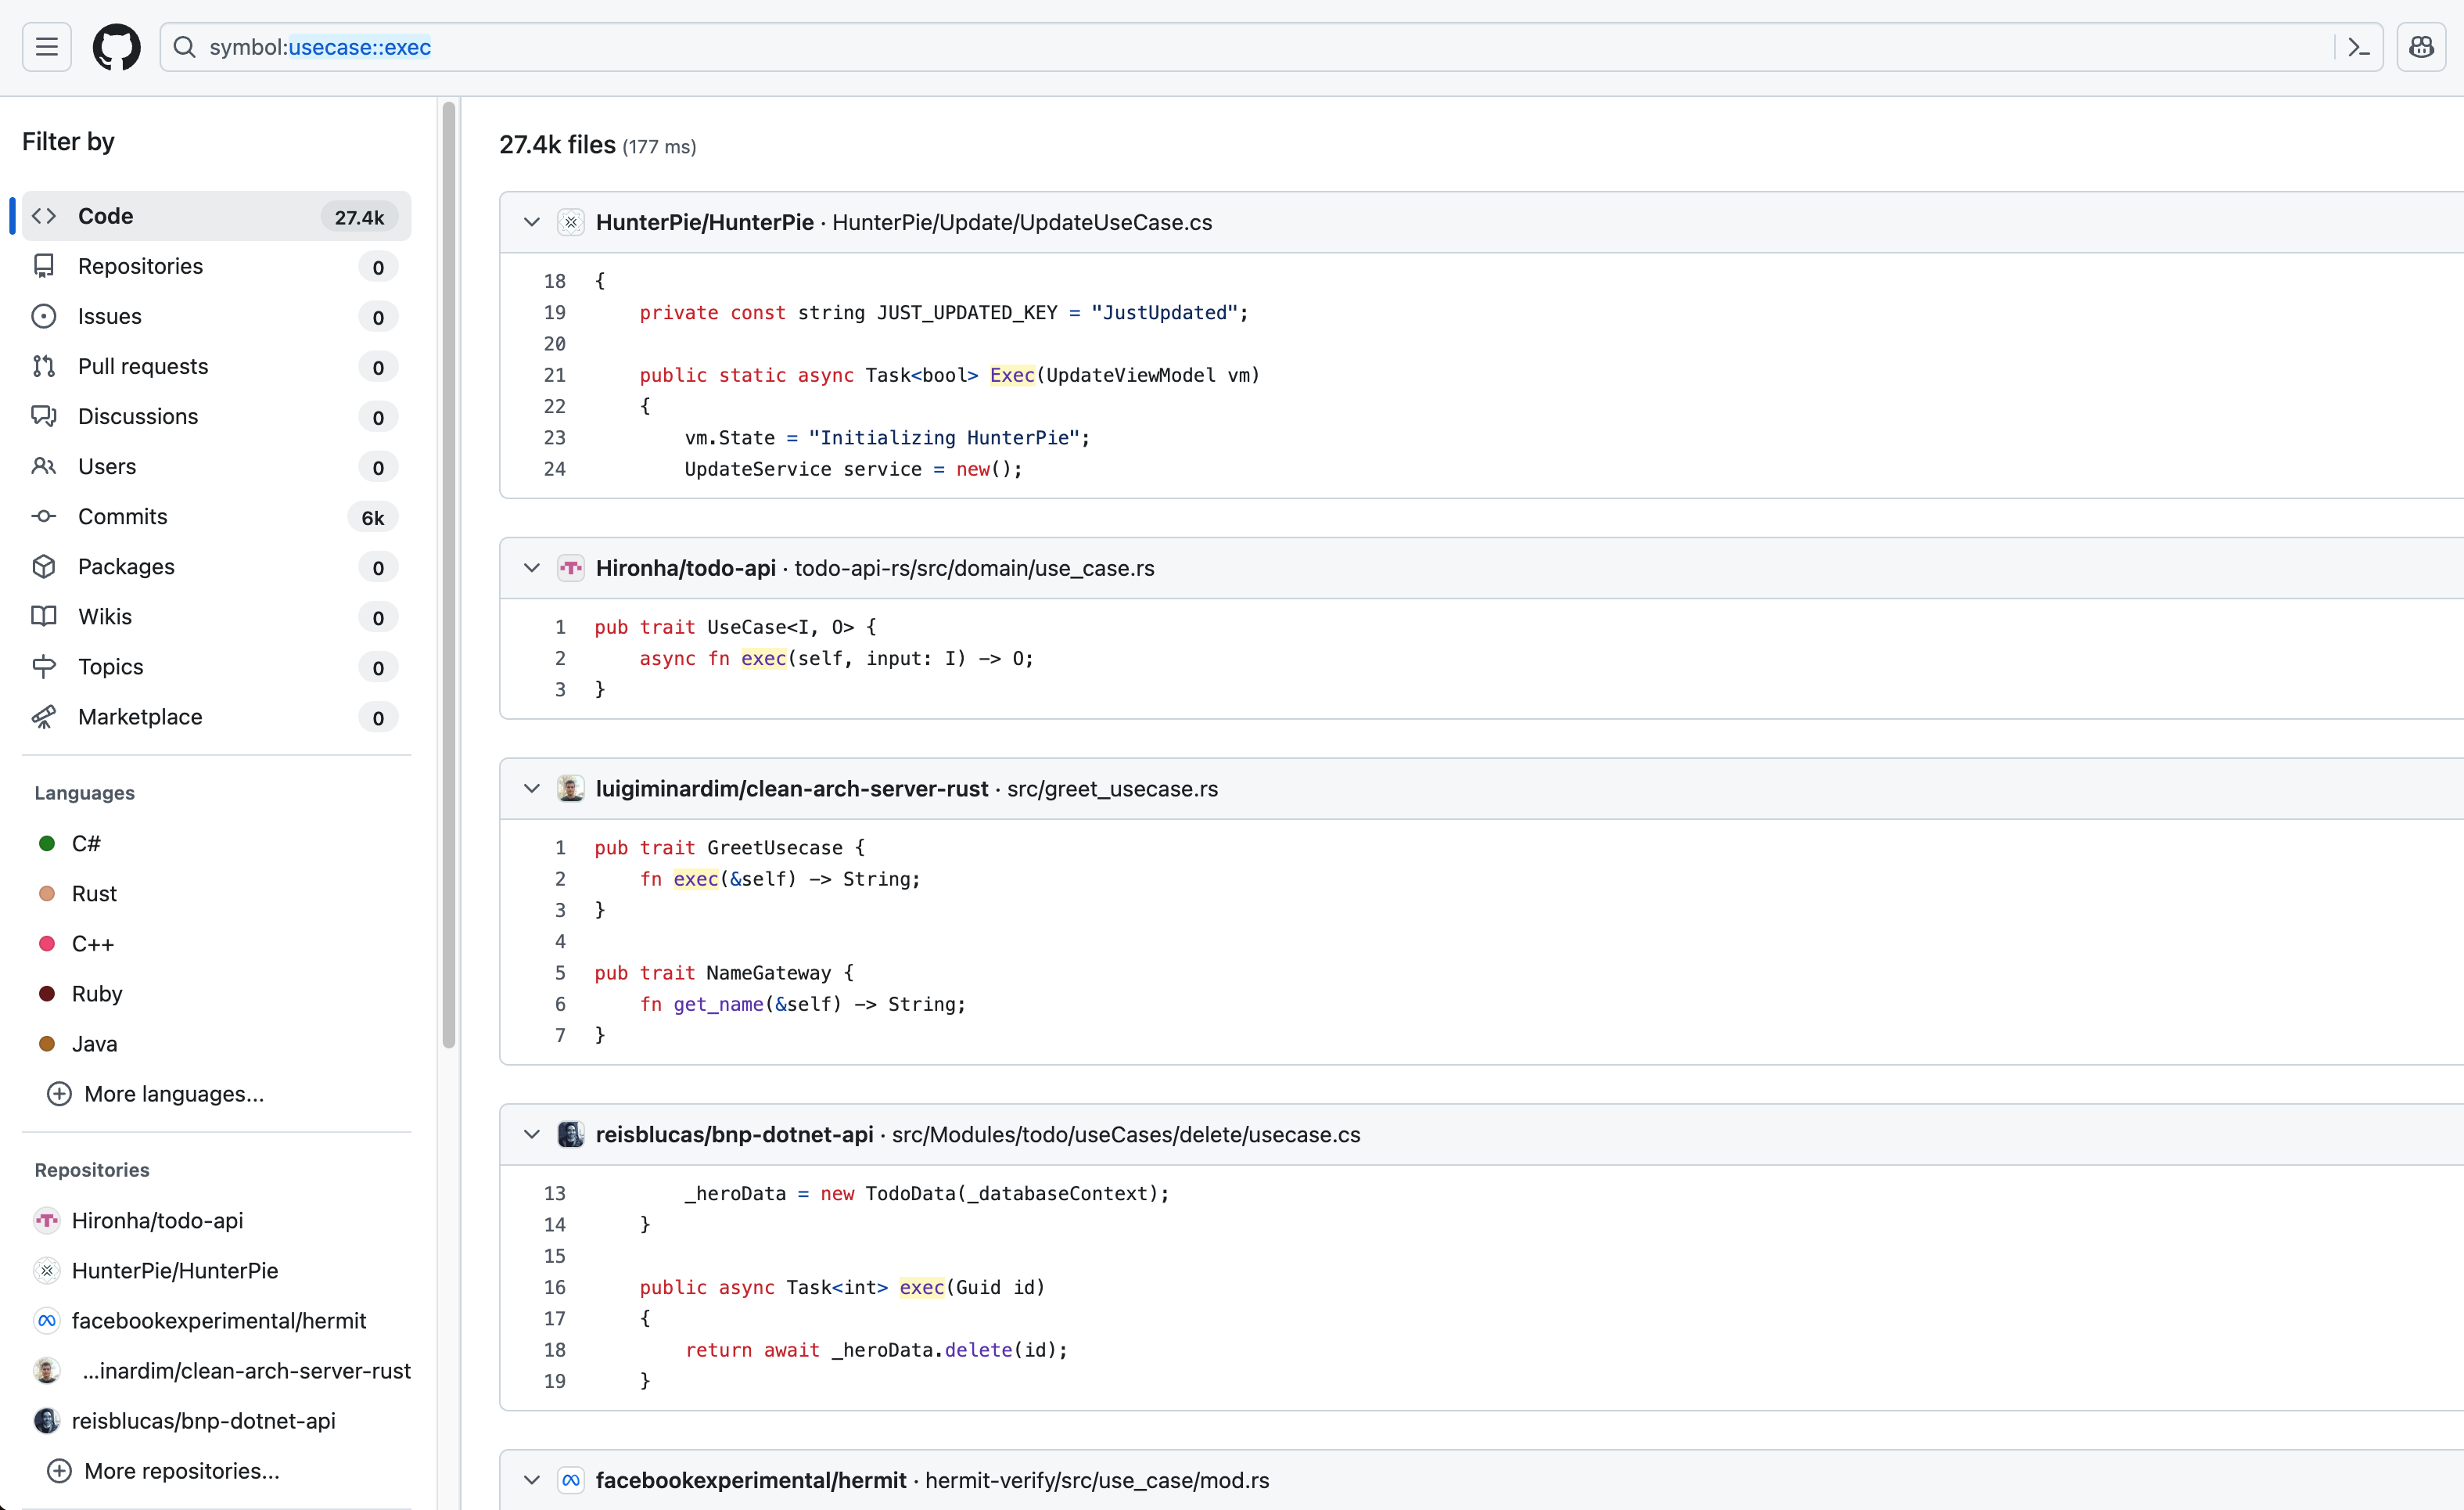 symbol:usecase::exec
Filter by
Code 27.4k
Repositories 0
Issues 0
Pull requests 0
Discussions 0
Users 0
Commits 6k
Packages 0
Wikis 0
Topics 0
Marketplace 0
Languages
C#
Rust
C++
Ruby
Java
More languages...
Repositories
Hironha/todo-api
HunterPie/HunterPie
facebookexperimental/hermit
...inardim/clean-arch-server-rust
reisblucas/bnp-dotnet-api
More repositories...
27.4k files (177 ms)
HunterPie/HunterPie · HunterPie/Update/UpdateUseCase.cs
18 {
19     private const string JUST_UPDATED_KEY = "JustUpdated";
20
21     public static async Task<bool> Exec(UpdateViewModel vm)
22     {
23         vm.State = "Initializing HunterPie";
24         UpdateService service = new();
Hironha/todo-api · todo-api-rs/src/domain/use_case.rs
1 pub trait UseCase<I, O> {
2     async fn exec(self, input: I) -> O;
3 }
luigiminardim/clean-arch-server-rust · src/greet_usecase.rs
1 pub trait GreetUsecase {
2     fn exec(&self) -> String;
3 }
4
5 pub trait NameGateway {
6     fn get_name(&self) -> String;
7 }
reisblucas/bnp-dotnet-api · src/Modules/todo/useCases/delete/usecase.cs
13         _heroData = new TodoData(_databaseContext);
14     }
15
16     public async Task<int> exec(Guid id)
17     {
18         return await _heroData.delete(id);
19     }
facebookexperimental/hermit · hermit-verify/src/use_case/mod.rs